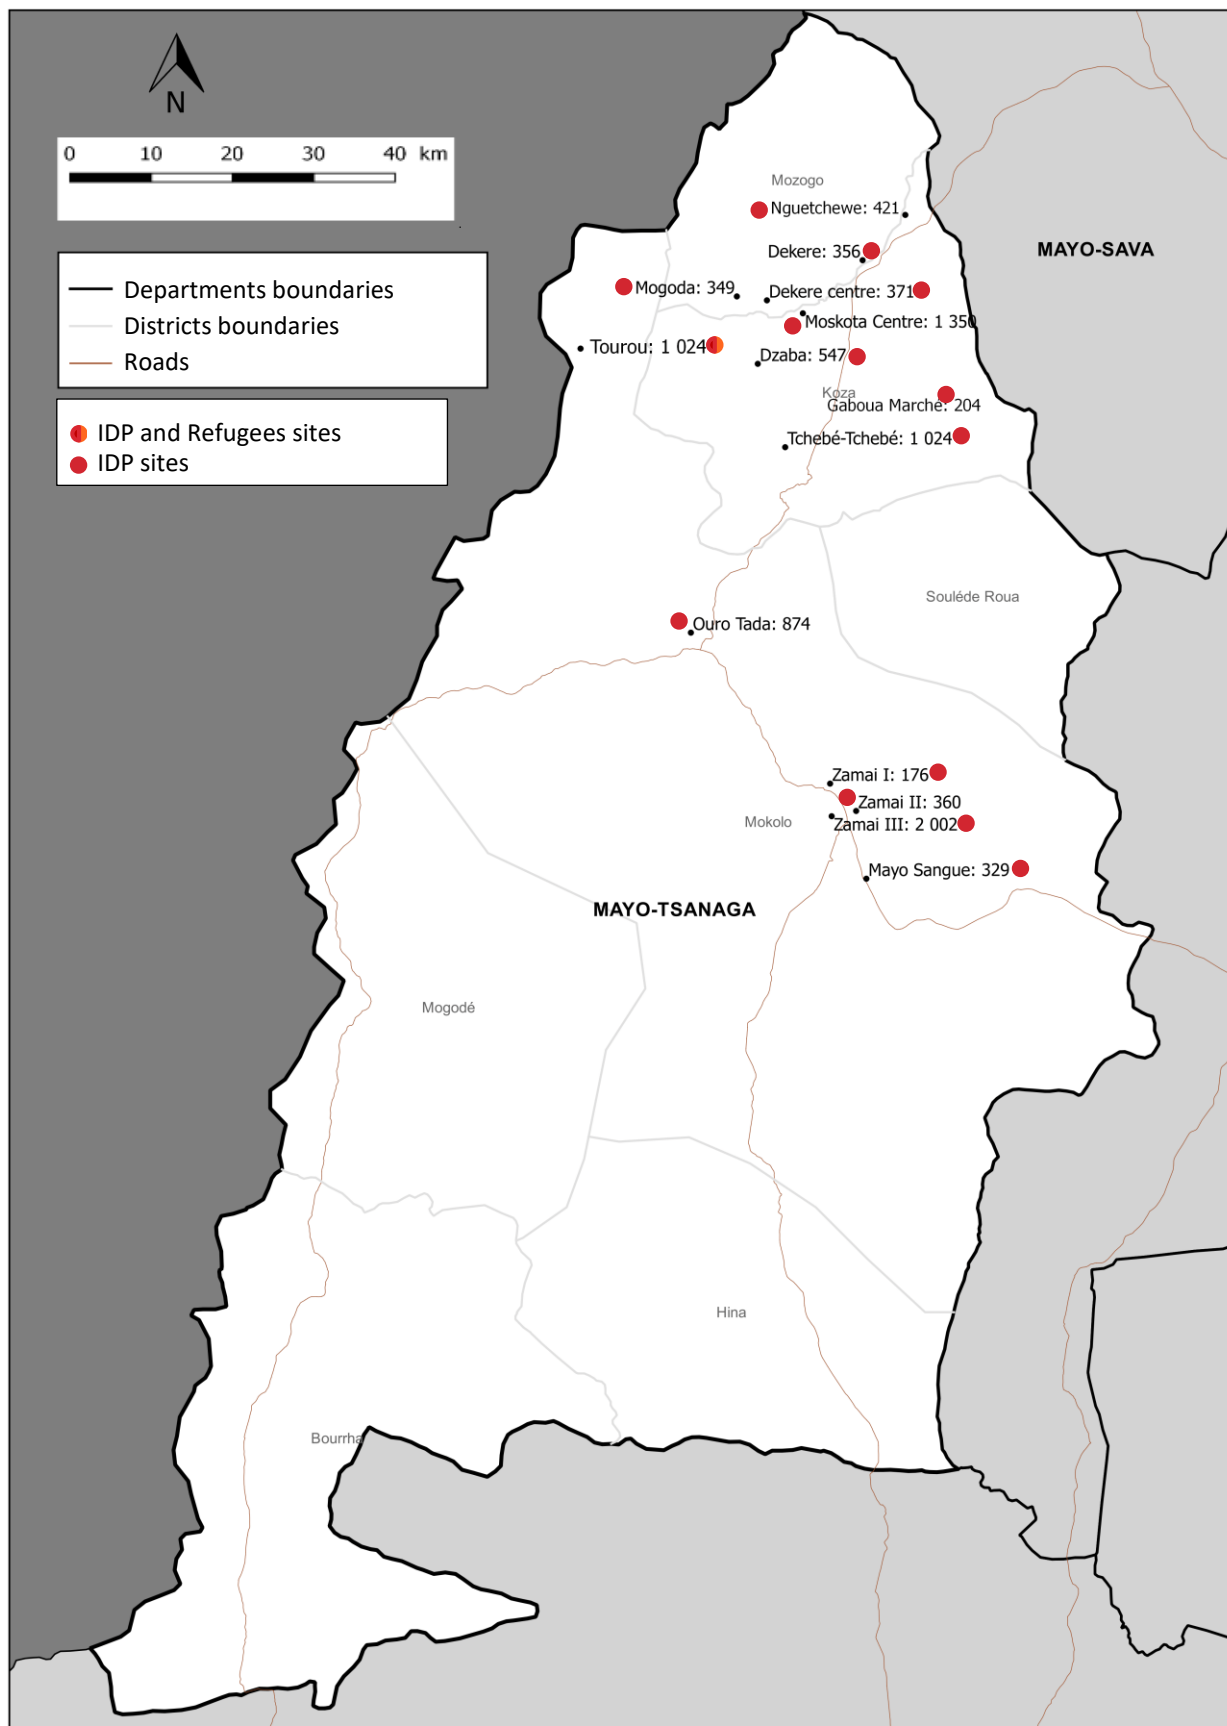 N
0 10 20 30 40 km
Departments boundaries
Districts boundaries
Roads
IDP and Refugees sites
IDP sites
Mozogo
Nguetchewe: 421
MAYO-SAVA
Dekere: 356
Mogoda: 349
Dekere centre: 371
Moskota Centre: 1 350
Tourou: 1 024
Dzaba: 547
Koza
Gaboua Marche: 204
Tchebé-Tchebé: 1 024
Souléde Roua
Ouro Tada: 874
Zamai I: 176
Zamai II: 360
Mokolo
Zamai III: 2 002
Mayo Sangue: 329
MAYO-TSANAGA
Mogodé
Hina
Bourrha